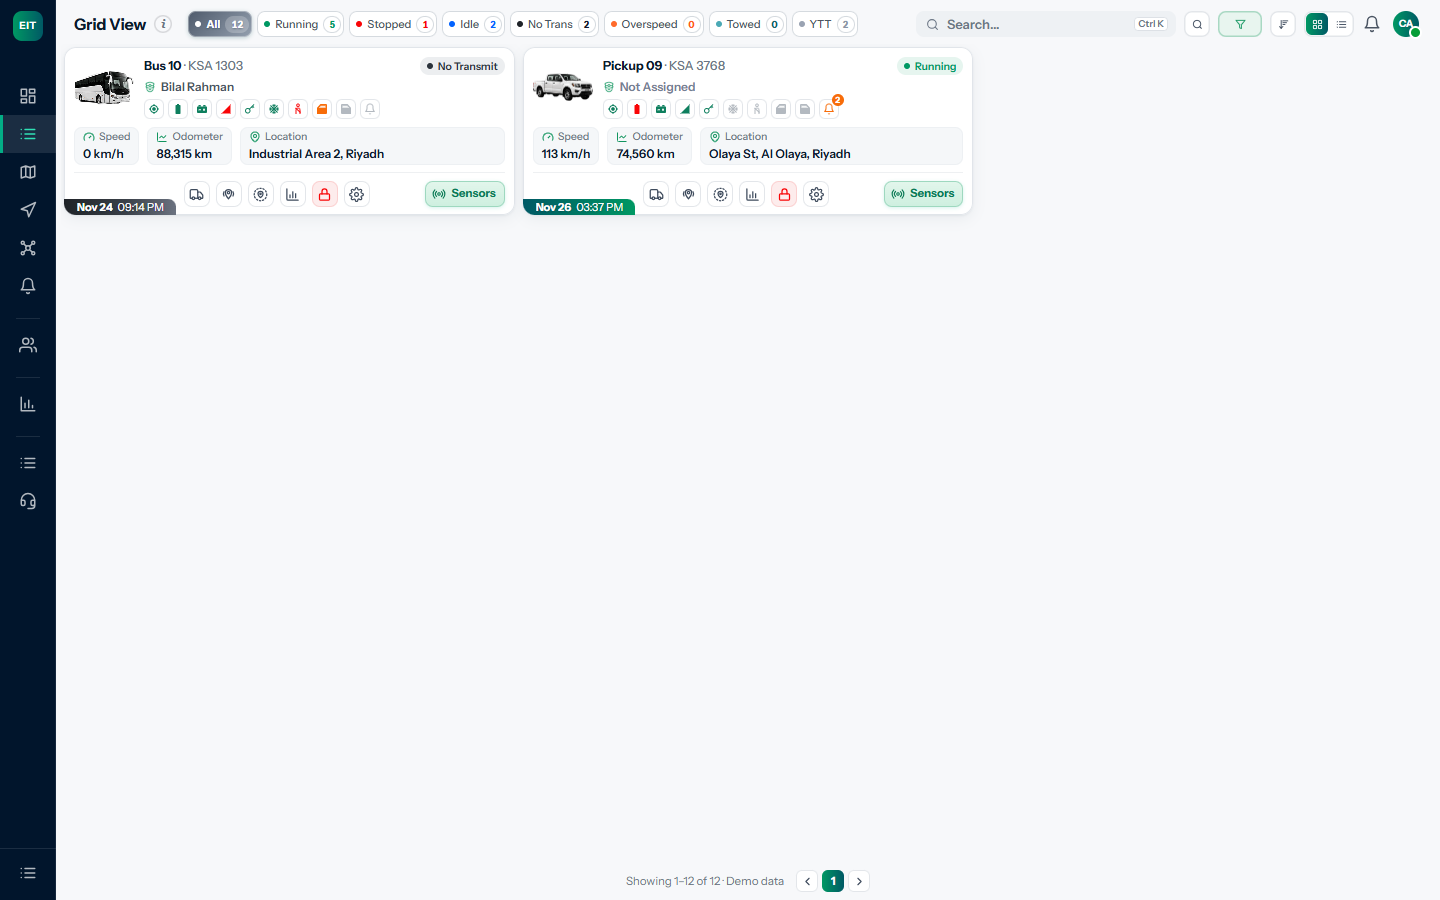 EIT
Grid View
i
All 12
Running 5
Stopped 1
Idle 2
No Trans 2
Overspeed 0
Towed 0
YTT 2
Search...
Ctrl K
CA
Bus 10 · KSA 1303
No Transmit
Bilal Rahman
Speed
0 km/h
Odometer
88,315 km
Location
Industrial Area 2, Riyadh
Nov 24 09:14 PM
Sensors
Pickup 09 · KSA 3768
Running
Not Assigned
2
Speed
113 km/h
Odometer
74,560 km
Location
Olaya St, Al Olaya, Riyadh
Nov 26 03:37 PM
Sensors
Showing 1–12 of 12 · Demo data
1